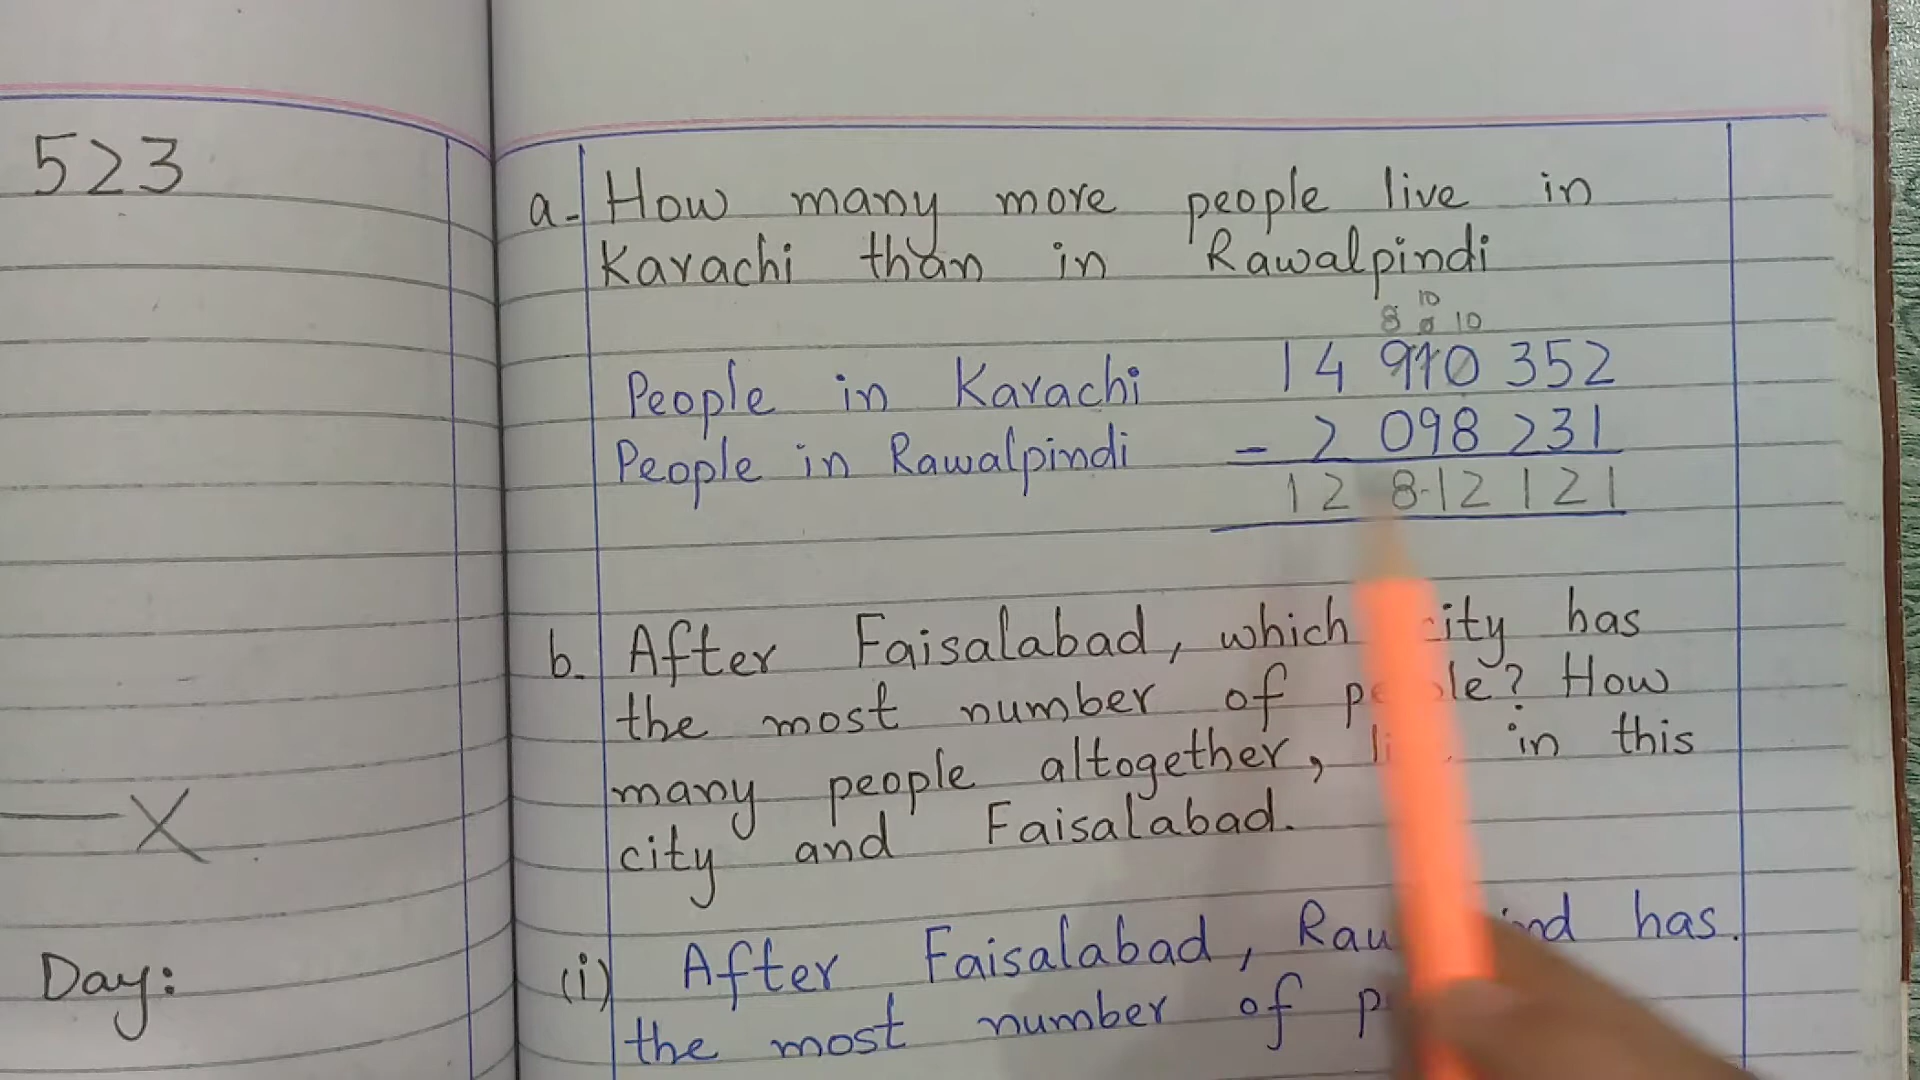 523
X
Day:
a- How many more people live in
Karachi than in Rawalpindi
10
8 0 10
People in Karachi 14 910 352
People in Rawalpindi - 2 098 231
12 812 121
b. After Faisalabad, which city has
the most number of people? How
many people altogether, in this
city and Faisalabad.
(i) After Faisalabad, has.
the most number of